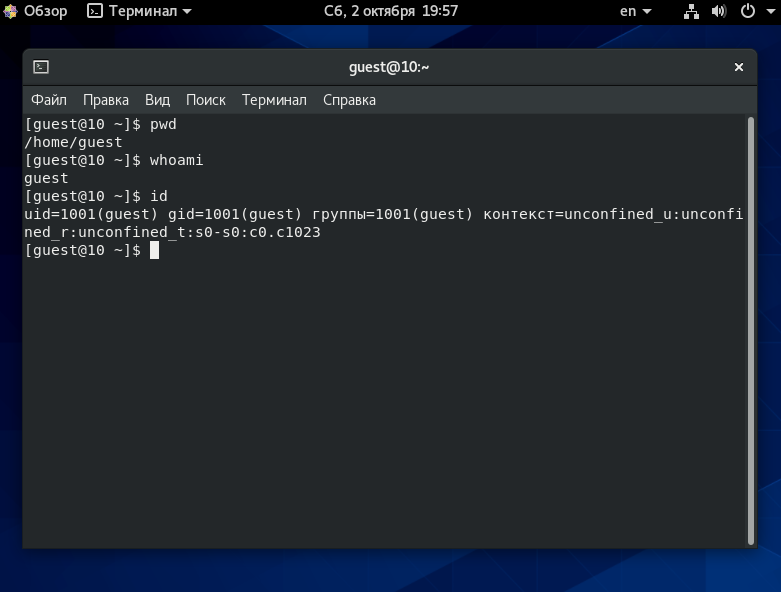 Обзор Терминал Сб, 2 октября 19:57 en
guest@10:~
Файл Правка Вид Поиск Терминал Справка
[guest@10 ~]$ pwd
/home/guest
[guest@10 ~]$ whoami
guest
[guest@10 ~]$ id
uid=1001(guest) gid=1001(guest) группы=1001(guest) контекст=unconfined_u:unconfi
ned_r:unconfined_t:s0-s0:c0.c1023
[guest@10 ~]$